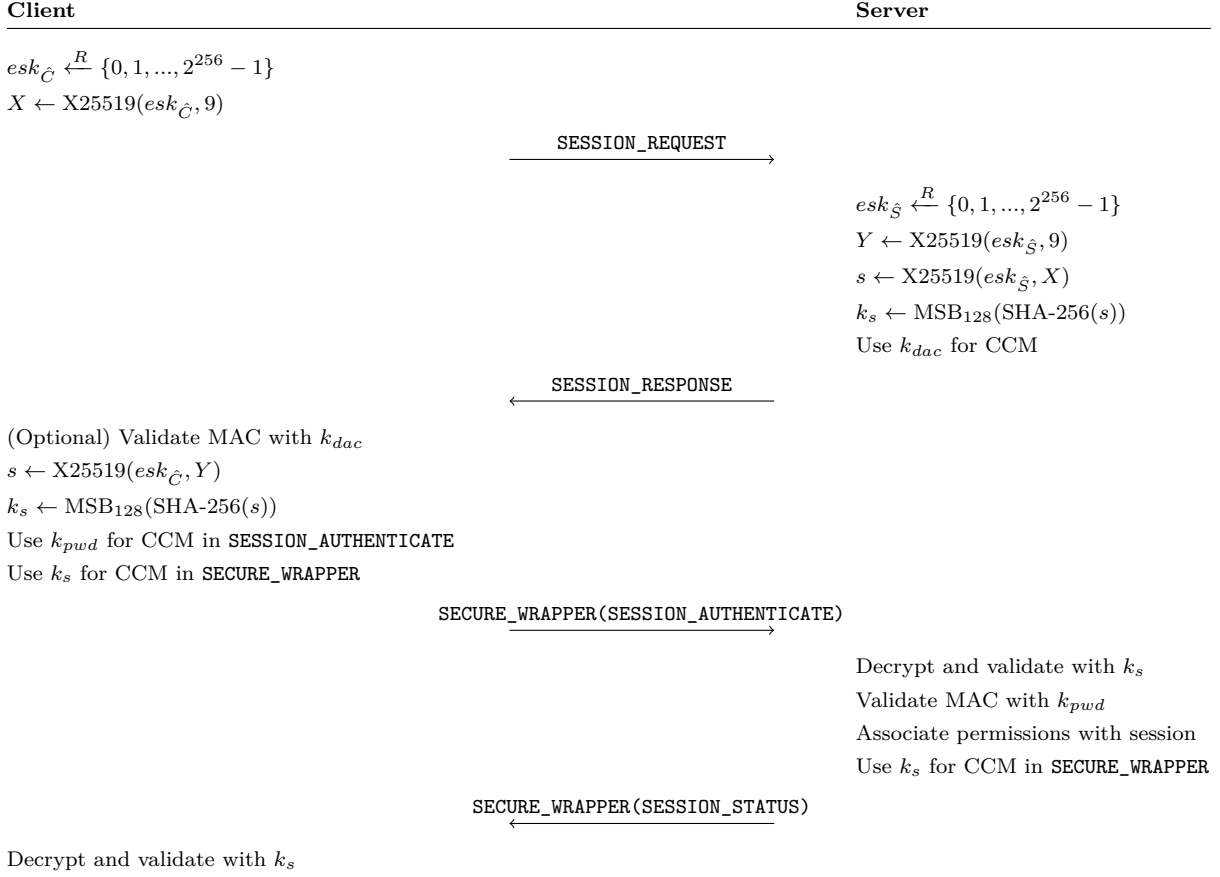 Client Server
esk_Ĉ ←R {0, 1, ..., 2^256 − 1}
X ← X25519(esk_Ĉ, 9)
SESSION_REQUEST
esk_Ŝ ←R {0, 1, ..., 2^256 − 1}
Y ← X25519(esk_Ŝ, 9)
s ← X25519(esk_Ŝ, X)
k_s ← MSB_128(SHA-256(s))
Use k_dac for CCM
SESSION_RESPONSE
(Optional) Validate MAC with k_dac
s ← X25519(esk_Ĉ, Y)
k_s ← MSB_128(SHA-256(s))
Use k_pwd for CCM in SESSION_AUTHENTICATE
Use k_s for CCM in SECURE_WRAPPER
SECURE_WRAPPER(SESSION_AUTHENTICATE)
Decrypt and validate with k_s
Validate MAC with k_pwd
Associate permissions with session
Use k_s for CCM in SECURE_WRAPPER
SECURE_WRAPPER(SESSION_STATUS)
Decrypt and validate with k_s